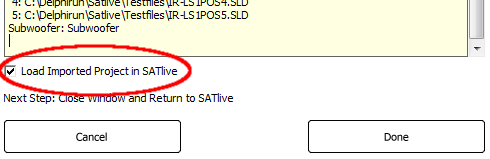 4: C:\Delphirun\Satlive\Testfiles\IR-LS1POS4.SLD
5: C:\Delphirun\Satlive\Testfiles\IR-LS1POS5.SLD
Subwoofer: Subwoofer
Load Imported Project in SATlive
Next Step: Close Window and Return to SATlive
Cancel
Done